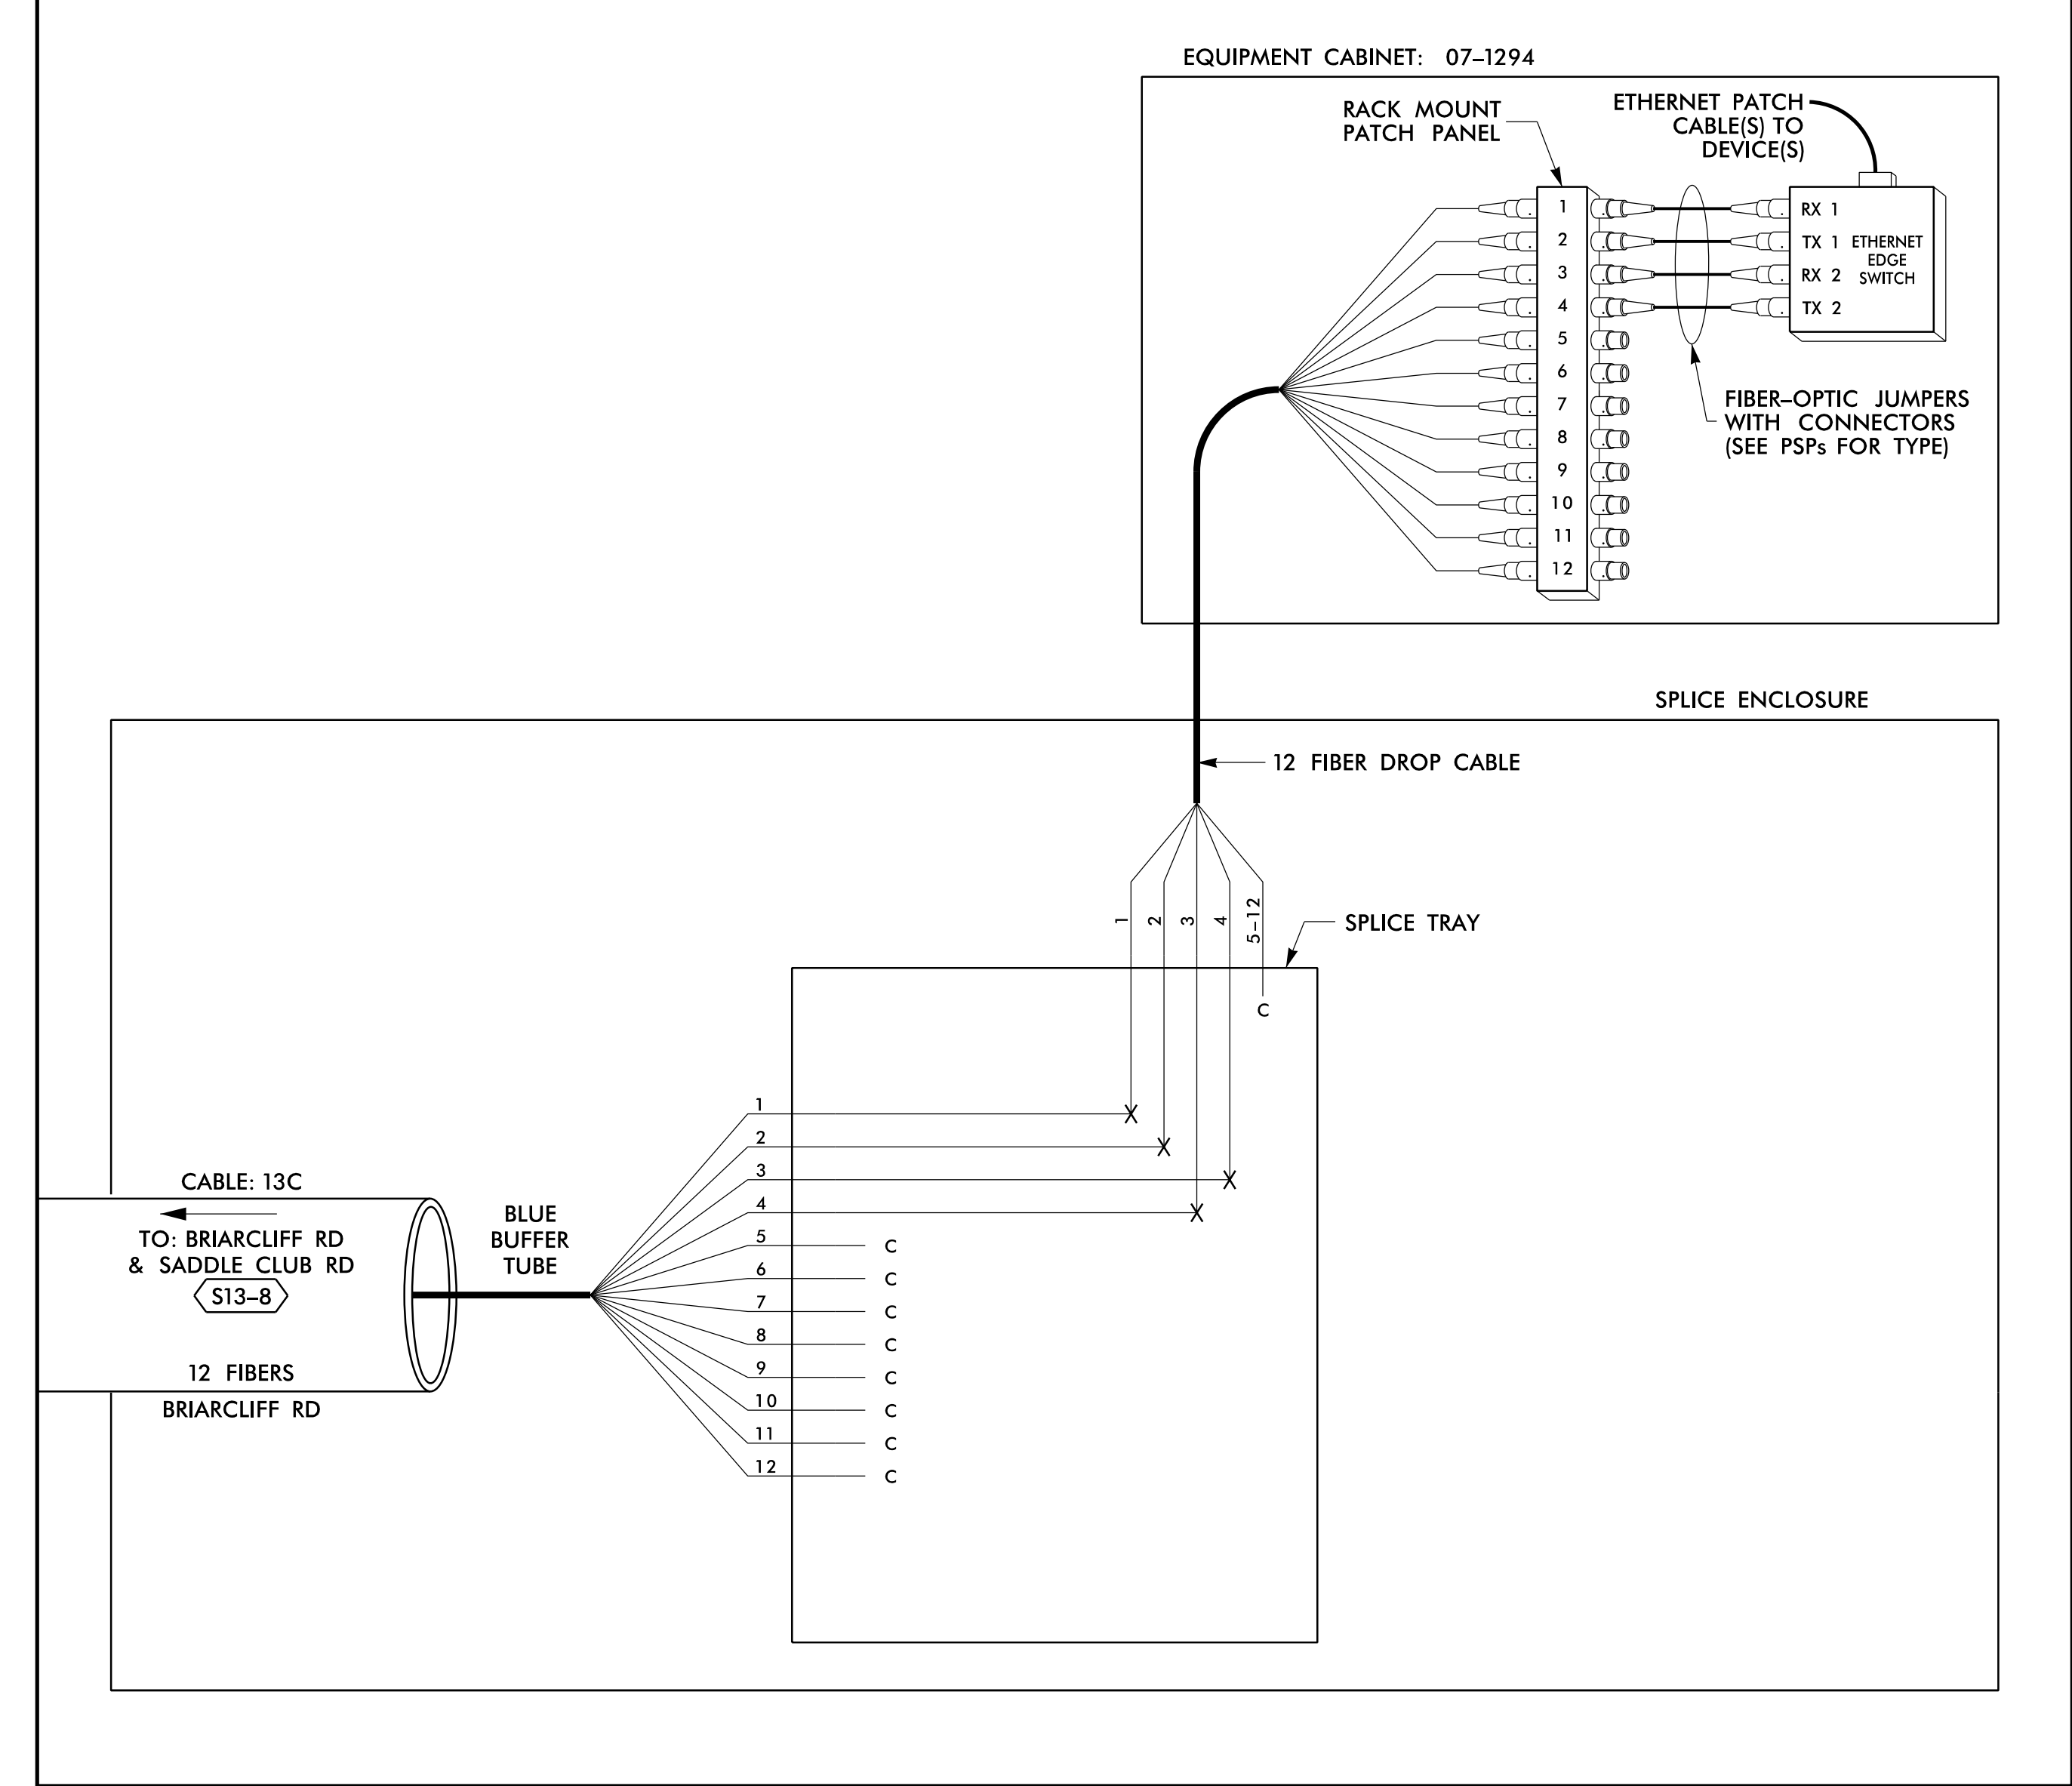 EQUIPMENT CABINET: 07-1294
RACK MOUNT
PATCH PANEL
ETHERNET PATCH
CABLE(S) TO
DEVICE(S)
1
2
3
4
5
6
7
8
9
10
11
12
RX 1
TX 1
RX 2
TX 2
ETHERNET
EDGE
SWITCH
FIBER-OPTIC JUMPERS
WITH CONNECTORS
(SEE PSPs FOR TYPE)
SPLICE ENCLOSURE
12 FIBER DROP CABLE
1
2
3
4
5-12
SPLICE TRAY
C
CABLE: 13C
TO: BRIARCLIFF RD
& SADDLE CLUB RD
S13-8
12 FIBERS
BRIARCLIFF RD
BLUE
BUFFER
TUBE
1
2
3
4
5 C
6 C
7 C
8 C
9 C
10 C
11 C
12 C